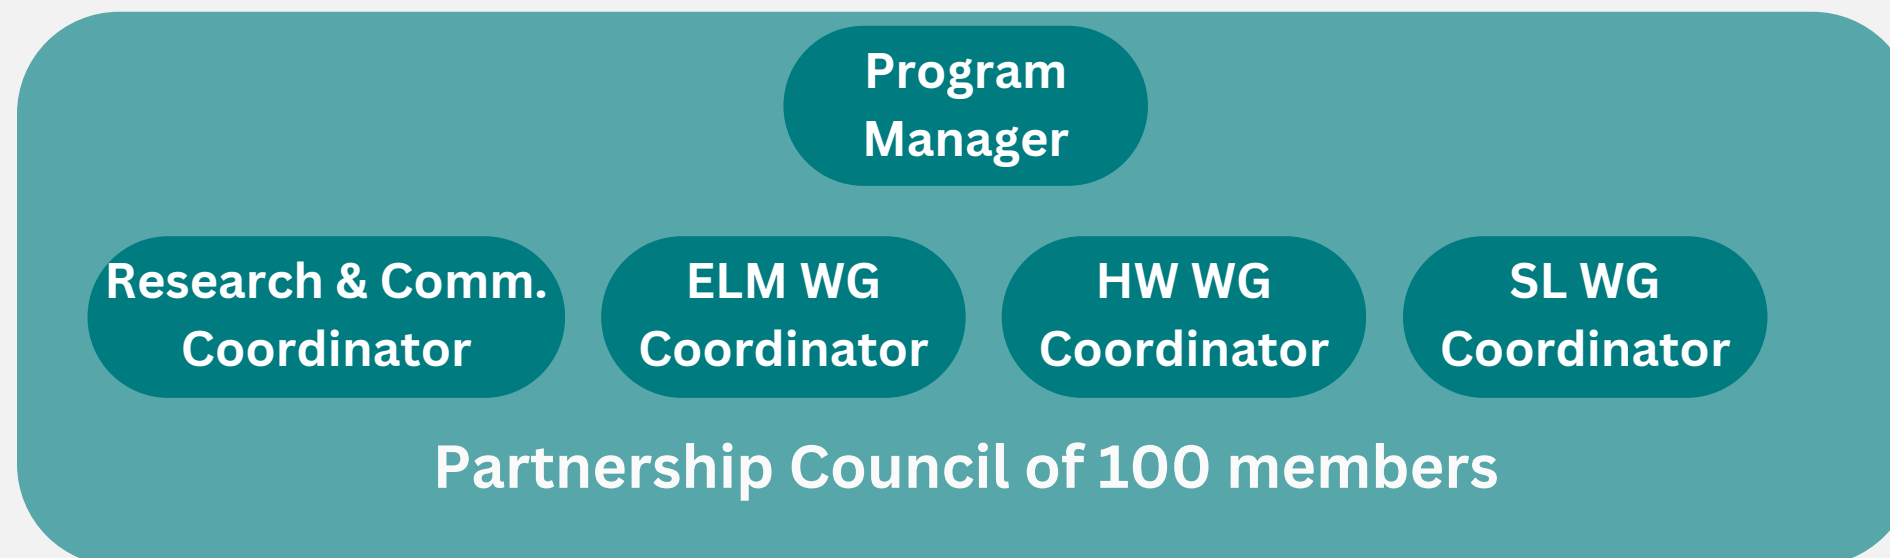 Program
Manager
Research & Comm.
Coordinator
ELM WG
Coordinator
HW WG
Coordinator
SL WG
Coordinator
Partnership Council of 100 members